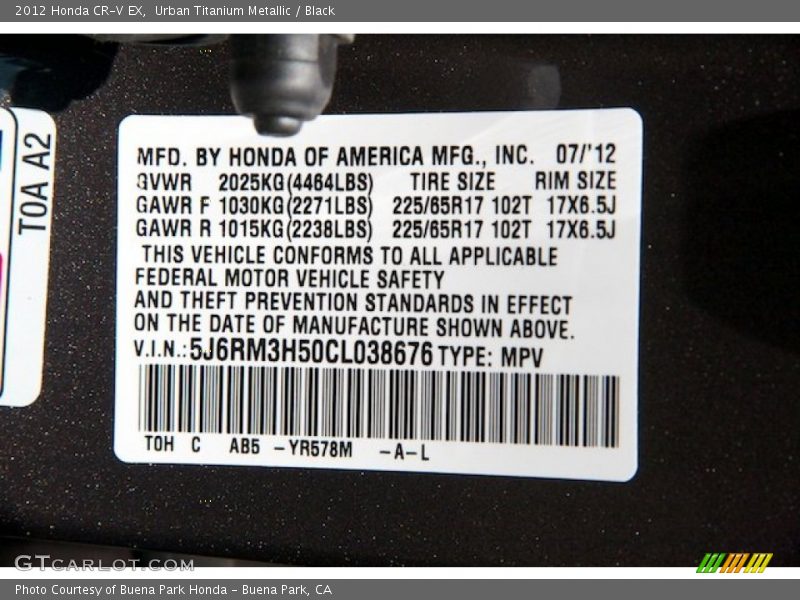 2012 Honda CR-V EX, Urban Titanium Metallic / Black
TOA A2
MFD. BY HONDA OF AMERICA MFG., INC. 07/'12
GVWR 2025KG(4464LBS) TIRE SIZE RIM SIZE
GAWR F 1030KG(2271LBS) 225/65R17 102T 17X6.5J
GAWR R 1015KG(2238LBS) 225/65R17 102T 17X6.5J
THIS VEHICLE CONFORMS TO ALL APPLICABLE
FEDERAL MOTOR VEHICLE SAFETY
AND THEFT PREVENTION STANDARDS IN EFFECT
ON THE DATE OF MANUFACTURE SHOWN ABOVE.
V.I.N.:5J6RM3H50CL038676 TYPE: MPV
TOH C AB5 -YR578M -A-L
GTCARLOT.COM
Photo Courtesy of Buena Park Honda - Buena Park, CA